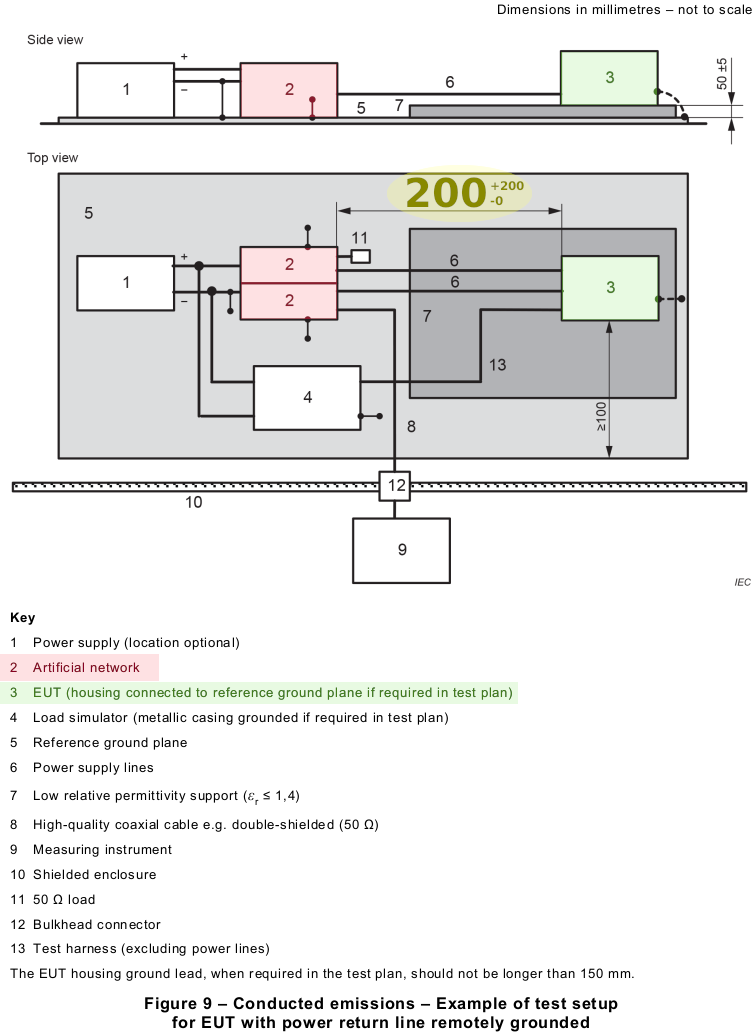 Dimensions in millimetres – not to scale
Side view
+
–
1
2
5
6
7
3
50 ±5
Top view
5
200 +200
-0
11
+
–
1
2
2
6
6
3
7
13
4
≥100
8
12
10
9
IEC
Key
1 Power supply (location optional)
2 Artificial network
3 EUT (housing connected to reference ground plane if required in test plan)
4 Load simulator (metallic casing grounded if required in test plan)
5 Reference ground plane
6 Power supply lines
7 Low relative permittivity support (εr ≤ 1,4)
8 High-quality coaxial cable e.g. double-shielded (50 Ω)
9 Measuring instrument
10 Shielded enclosure
11 50 Ω load
12 Bulkhead connector
13 Test harness (excluding power lines)
The EUT housing ground lead, when required in the test plan, should not be longer than 150 mm.
Figure 9 – Conducted emissions – Example of test setup
for EUT with power return line remotely grounded